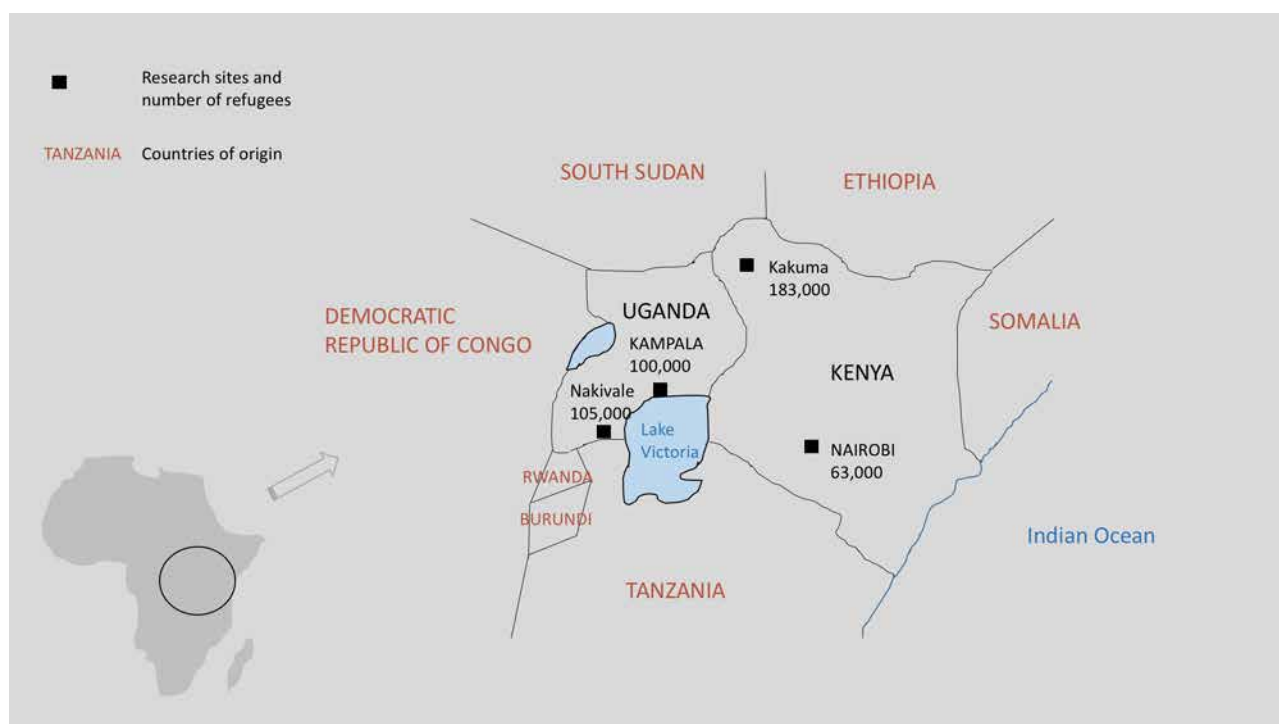 Research sites and
number of refugees
TANZANIA
Countries of origin
SOUTH SUDAN
ETHIOPIA
Kakuma
183,000
DEMOCRATIC
REPUBLIC OF CONGO
UGANDA
KAMPALA
100,000
SOMALIA
KENYA
Nakivale
105,000
Lake
Victoria
NAIROBI
63,000
RWANDA
BURUNDI
Indian Ocean
TANZANIA